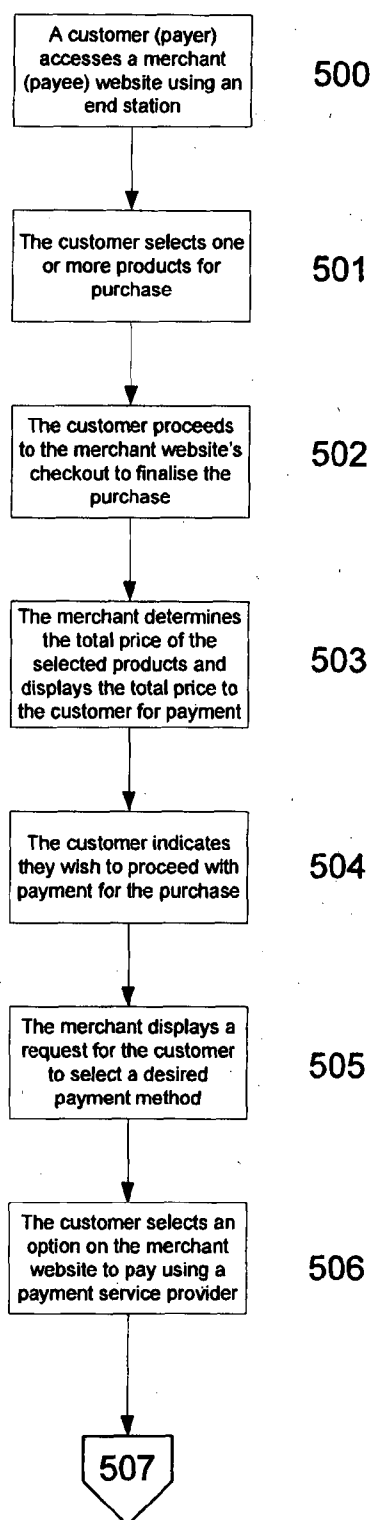 A customer (payer)
accesses a merchant
(payee) website using an
end station
500
The customer selects one
or more products for
purchase
501
The customer proceeds
to the merchant website's
checkout to finalise the
purchase
502
The merchant determines
the total price of the
selected products and
displays the total price to
the customer for payment
503
The customer indicates
they wish to proceed with
payment for the purchase
504
The merchant displays a
request for the customer
to select a desired
payment method
505
The customer selects an
option on the merchant
website to pay using a
payment service provider
506
507